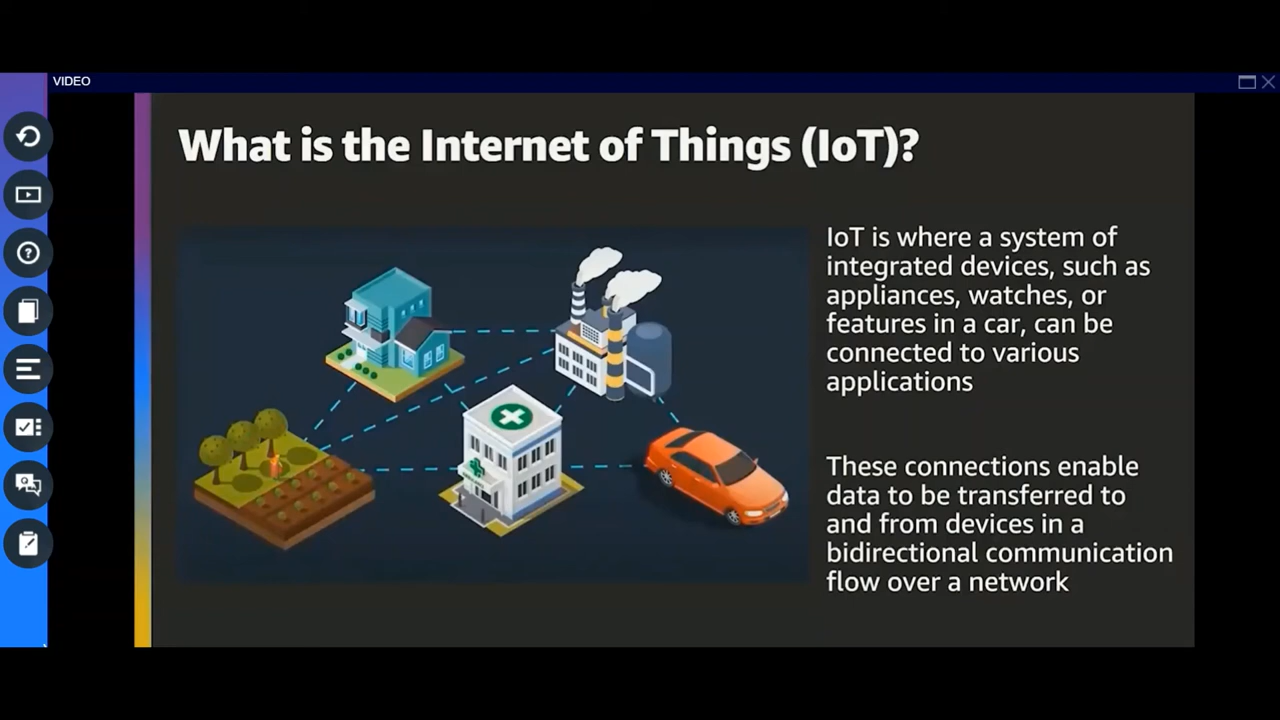 VIDEO
What is the Internet of Things (IoT)?
IoT is where a system of
integrated devices, such as
appliances, watches, or
features in a car, can be
connected to various
applications
These connections enable
data to be transferred to
and from devices in a
bidirectional communication
flow over a network